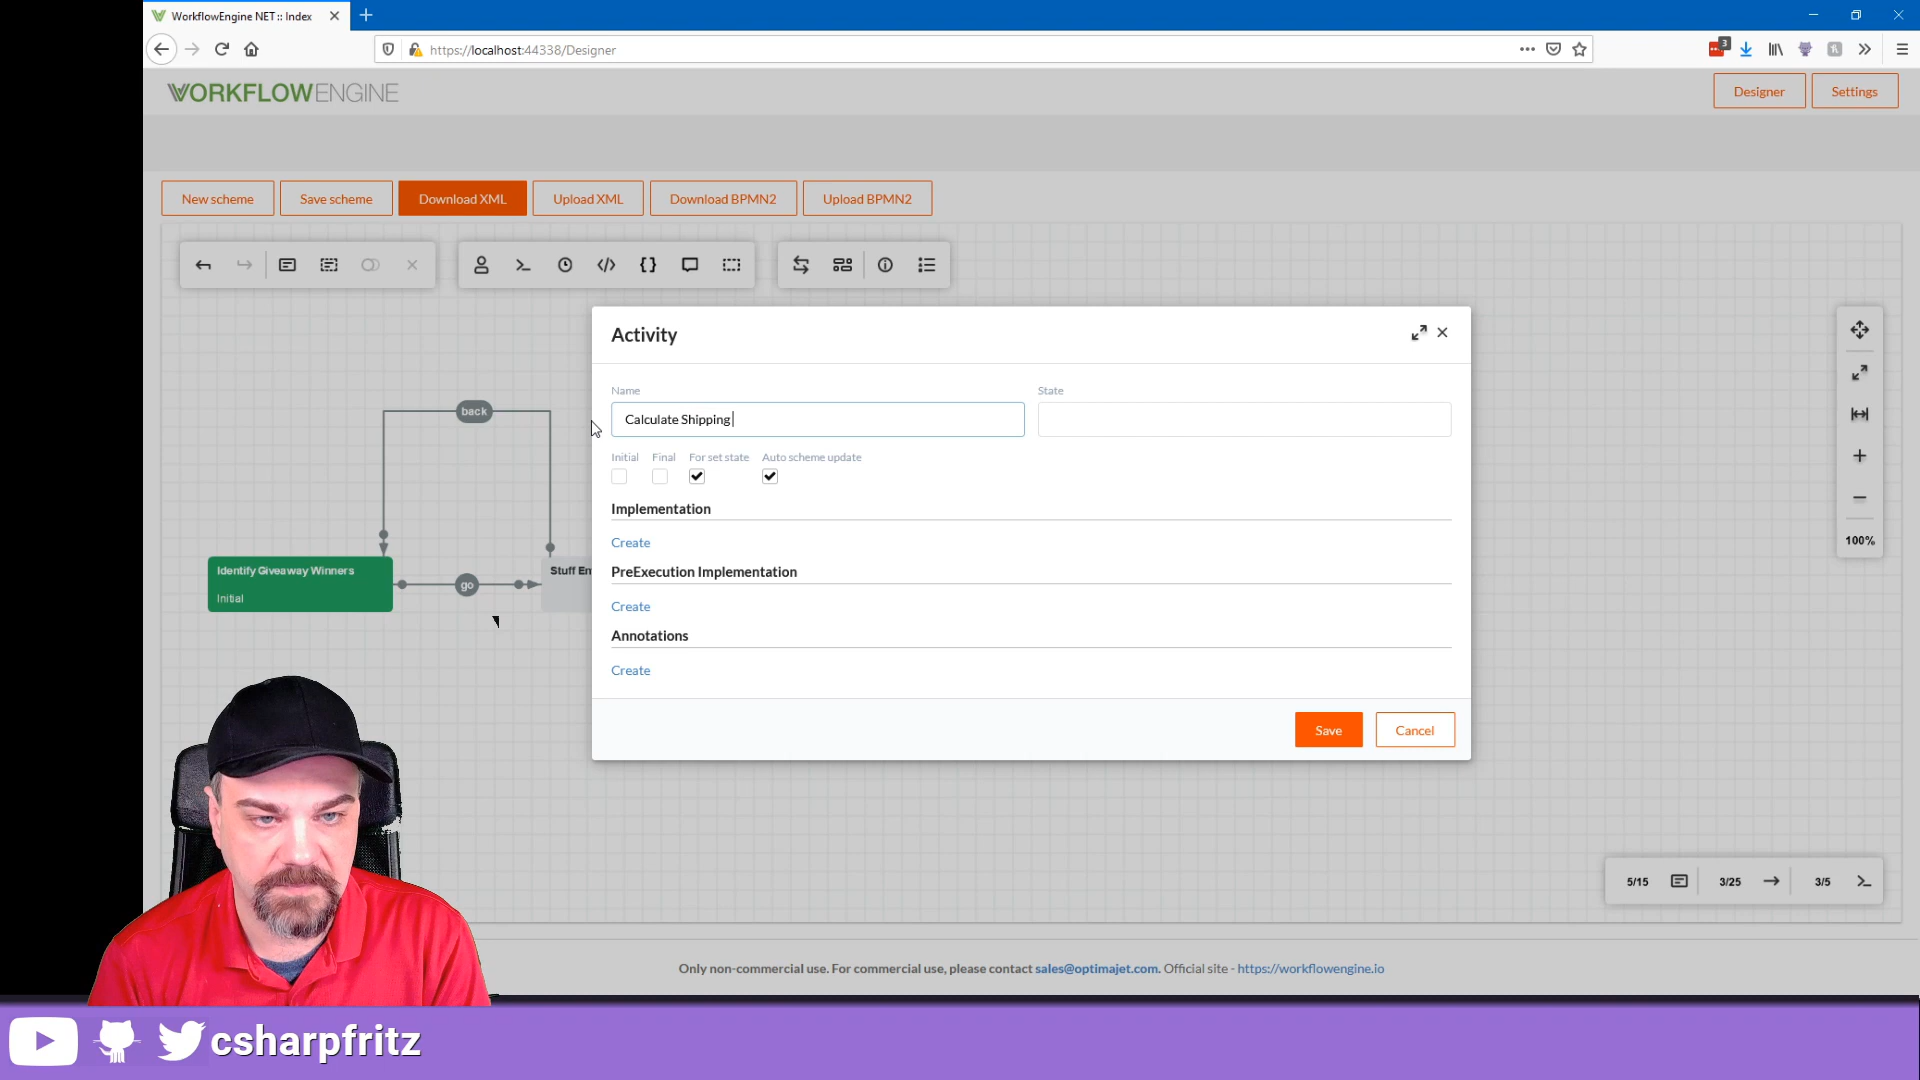 WorkflowEngine NET :: Index
https://localhost:44338/Designer
3
WORKFLOWENGINE
Designer
Settings
New scheme
Save scheme
Download XML
Upload XML
Download BPMN2
Upload BPMN2
Activity
Name
State
Calculate Shipping
Initial
Final
For set state
Auto scheme update
Implementation
Create
PreExecution Implementation
Create
Annotations
Create
Save
Cancel
back
Identify Giveaway Winners
Initial
go
Stuff En
100%
5/15
3/25
3/5
Only non-commercial use. For commercial use, please contact sales@optimajet.com. Official site - https://workflowengine.io
csharpfritz